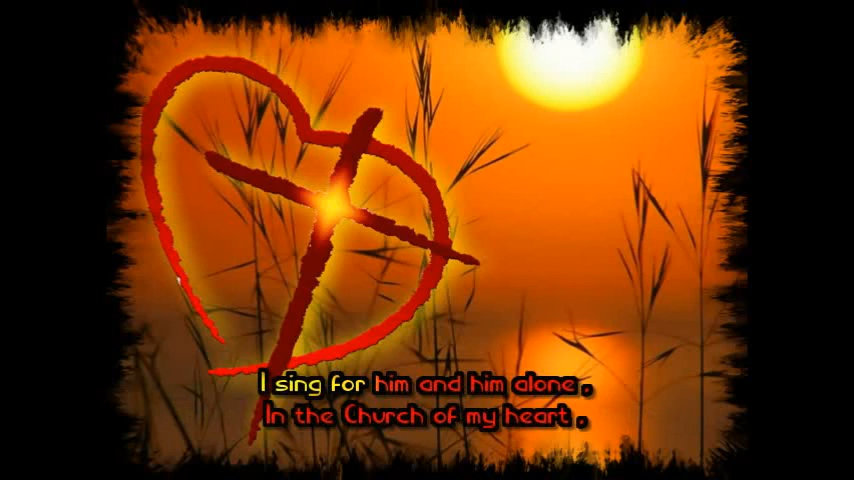 I sing for him and him alone ,
In the Church of my heart ,